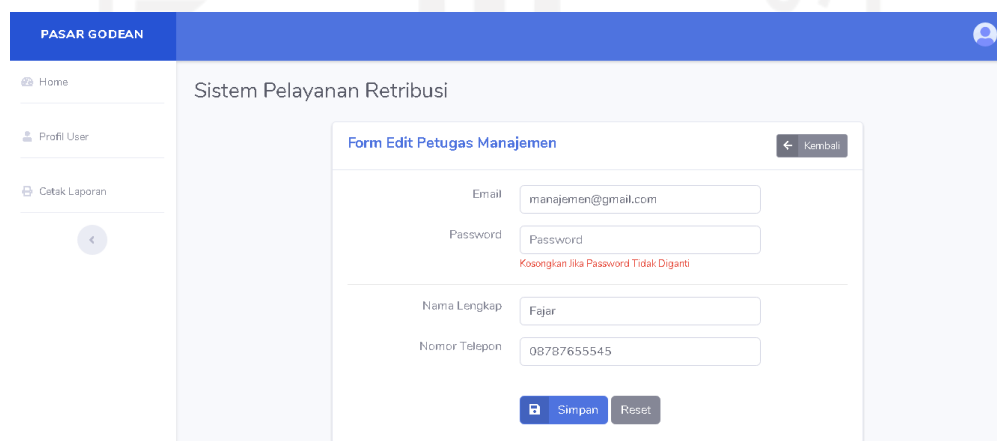 PASAR GODEAN
Home
Profil User
Cetak Laporan
Sistem Pelayanan Retribusi
Form Edit Petugas Manajemen
Kembali
Email
manajemen@gmail.com
Password
Password
Kosongkan Jika Password Tidak Diganti
Nama Lengkap
Fajar
Nomor Telepon
08787655545
Simpan
Reset